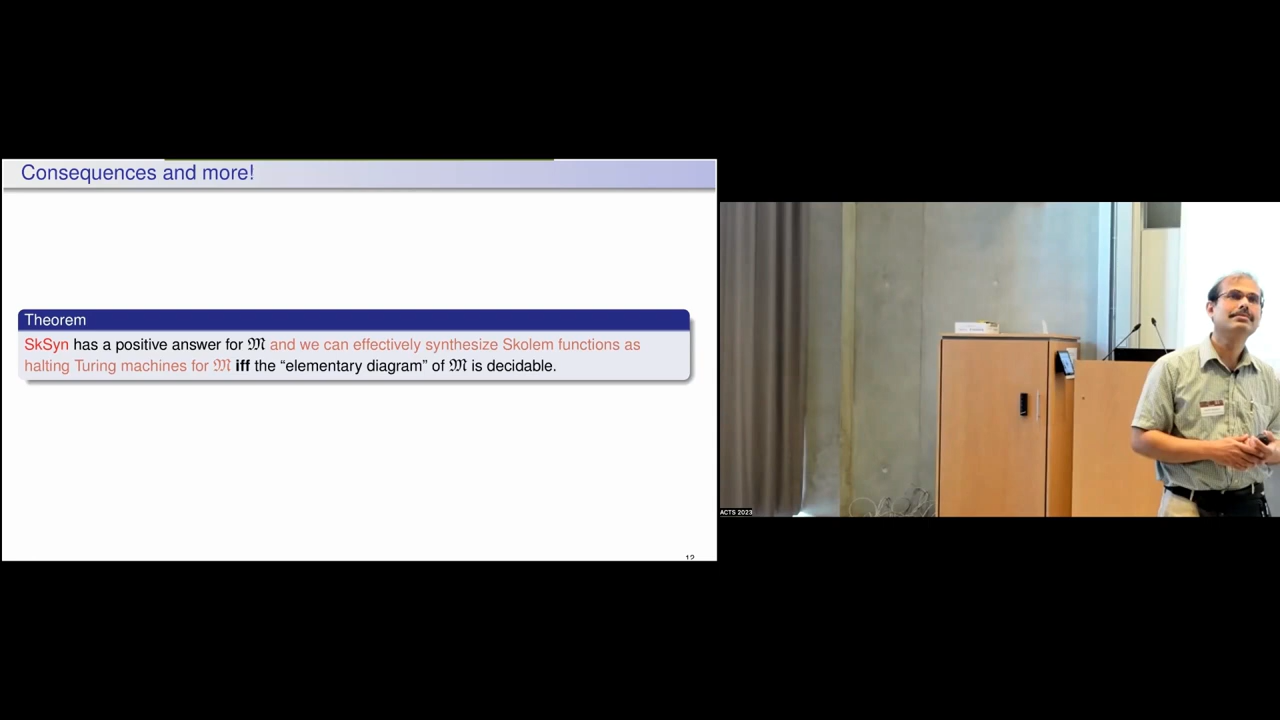 Consequences and more!
Theorem
SkSyn has a positive answer for 𝔐 and we can effectively synthesize Skolem functions as
halting Turing machines for 𝔐 iff the “elementary diagram” of 𝔐 is decidable.
12
ACTS 2023